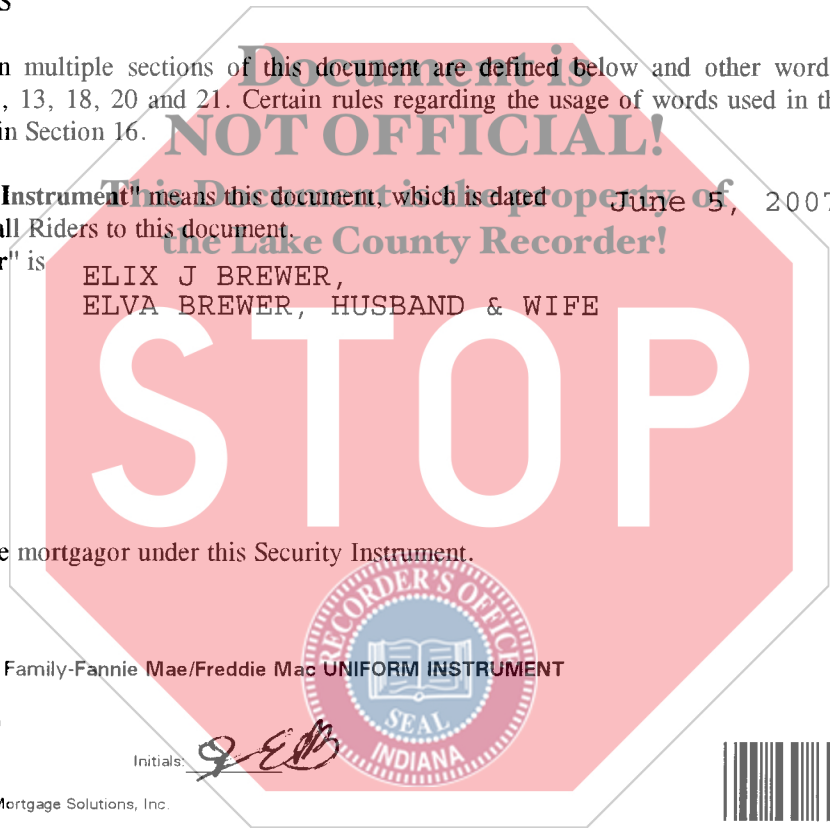 S
n multiple sections of this document are defined below and other word
, 13, 18, 20 and 21. Certain rules regarding the usage of words used in th
in Section 16.
Instrument" means this document, which is dated June 5, 2007
all Riders to this document.
r" is
ELIX J BREWER,
ELVA BREWER, HUSBAND & WIFE
e mortgagor under this Security Instrument.
Family-Fannie Mae/Freddie Mac UNIFORM INSTRUMENT
Initials:
Mortgage Solutions, Inc.
Document is
NOT OFFICIAL!
This Document is the property of
the Lake County Recorder!
STOP
RECORDER'S OFFICE
SEAL
INDIANA